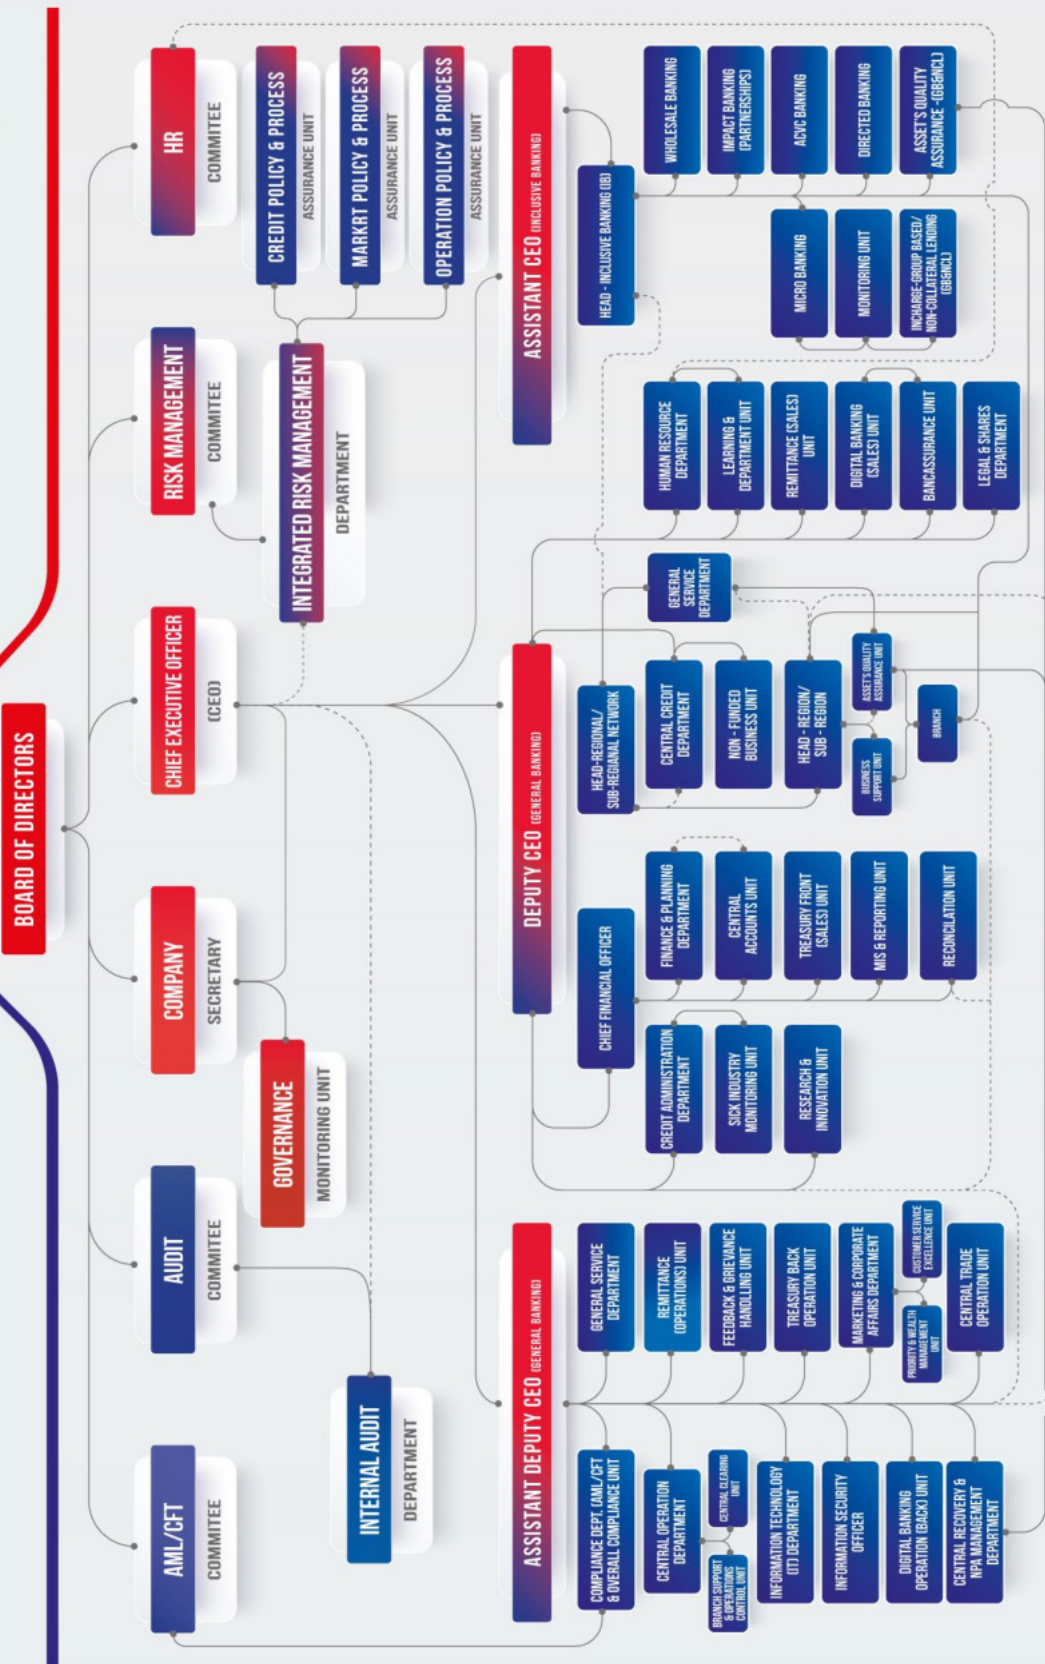 BOARD OF DIRECTORS
AML/CFT
COMMITEE
AUDIT
COMMITEE
COMPANY
SECRETARY
CHIEF EXECUTIVE OFFICER
(CEO)
RISK MANAGEMENT
COMMITEE
HR
COMMITEE
GOVERNANCE
MONITORING UNIT
INTERNAL AUDIT
DEPARTMENT
INTEGRATED RISK MANAGEMENT
DEPARTMENT
CREDIT POLICY & PROCESS
ASSURANCE UNIT
MARKRT POLICY & PROCESS
ASSURANCE UNIT
OPERATION POLICY & PROCESS
ASSURANCE UNIT
ASSISTANT DEPUTY CEO (GENERAL BANKING)
COMPLIANCE DEPT. (AML/CFT
& OVERALL COMPLIANCE UNIT
CENTRAL OPERATION
DEPARTMENT
BRANCH SUPPORT
& OPERATIONS
CONTROL UNIT
CENTRAL CLEARING
UNIT
INFORMATION TECHNOLOGY
(IT) DEPARTMENT
INFORMATION SECURITY
OFFICER
DIGITAL BANKING
OPERATION (BACK) UNIT
CENTRAL RECOVERY &
NPA MANAGEMENT
DEPARTMENT
GENERAL SERVICE
DEPARTMENT
REMITTANCE
(OPERATIONS) UNIT
FEEDBACK & GRIEVANCE
HANDLLING UNIT
TREASURY BACK
OPERATION UNIT
MARKETING & CORPORATE
AFFAIRS DEPARTMENT
PRIORITY & WEALTH
MANAGEMENT
UNIT
CUSTOMER SERVICE
EXCELLENCE UNIT
CENTRAL TRADE
OPERATION UNIT
DEPUTY CEO (GENERAL BANKING)
CHIEF FINANCIAL OFFICER
CREDIT ADMINISTRATION
DEPARTMENT
SICK INDUSTRY
MONITORING UNIT
RESEARCH &
INNOVATION UNIT
FINANCE & PLANNING
DEPARTMENT
CENTRAL
ACCOUNTS UNIT
TREASURY FRONT
(SALES) UNIT
MIS & REPORTING UNIT
RECONCILATION UNIT
HEAD-REGIONAL/
SUB-REGIANAL NETWORK
CENTRAL CREDIT
DEPARTMENT
NON - FUNDED
BUSINESS UNIT
HEAD - REGION/
SUB - REGION
BUSINESS
SUPPORT UNIT
ASSET'S QUALITY
ASSURANCE UNIT
BRANCH
GENERAL
SERVICE
DEPARTMENT
HUMAN RESOURCE
DEPARTMENT
LEARNING &
DEPARTMENT UNIT
REMITTANCE (SALES)
UNIT
DIGITAL BANKING
(SALES) UNIT
BANCASSURANCE UNIT
LEGAL & SHARES
DEPARTMENT
ASSISTANT CEO (INCLUSIVE BANKING)
HEAD - INCLUSIVE BANKING (IB)
MICRO BANKING
MONITORING UNIT
INCHARGE-GROUP BASED/
NON-COLLATERAL LENDING
(GB&NCL)
WHOLESALE BANKING
IMPACT BANKING
(PARTNERSHIPS)
ACVC BANKING
DIRECTED BANKING
ASSET'S QUALITY
ASSURANCE -(GB&NCL)